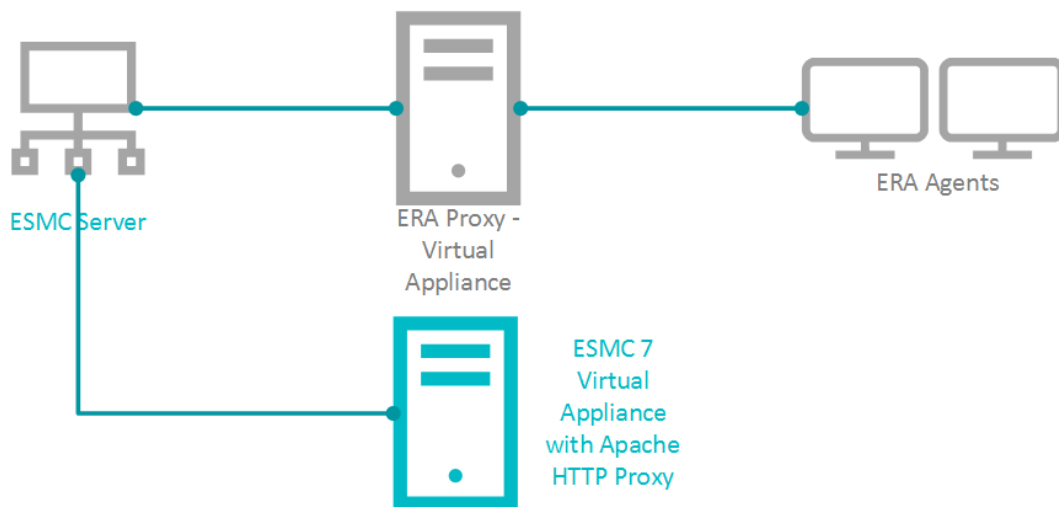 ESMC Server
ERA Proxy -
Virtual
Appliance
ERA Agents
ESMC 7
Virtual
Appliance
with Apache
HTTP Proxy